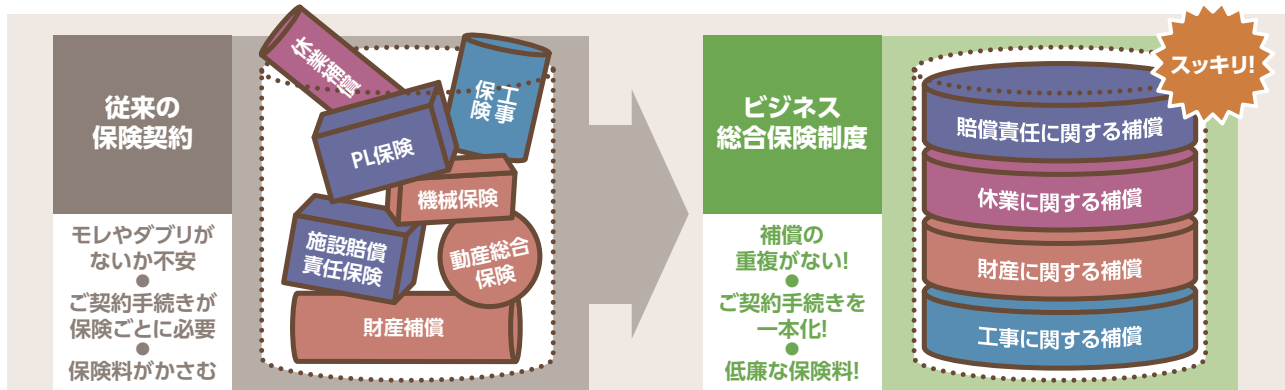 従来の
保険契約
モレやダブリが
ないか不安
●
ご契約手続きが
保険ごとに必要
●
保険料がかさむ
休業補償
工事
保険
PL保険
機械保険
施設賠償
責任保険
動産総合
保険
財産補償
ビジネス
総合保険制度
補償の
重複がない!
●
ご契約手続きを
一本化!
●
低廉な保険料!
スッキリ!
賠償責任に関する補償
休業に関する補償
財産に関する補償
工事に関する補償